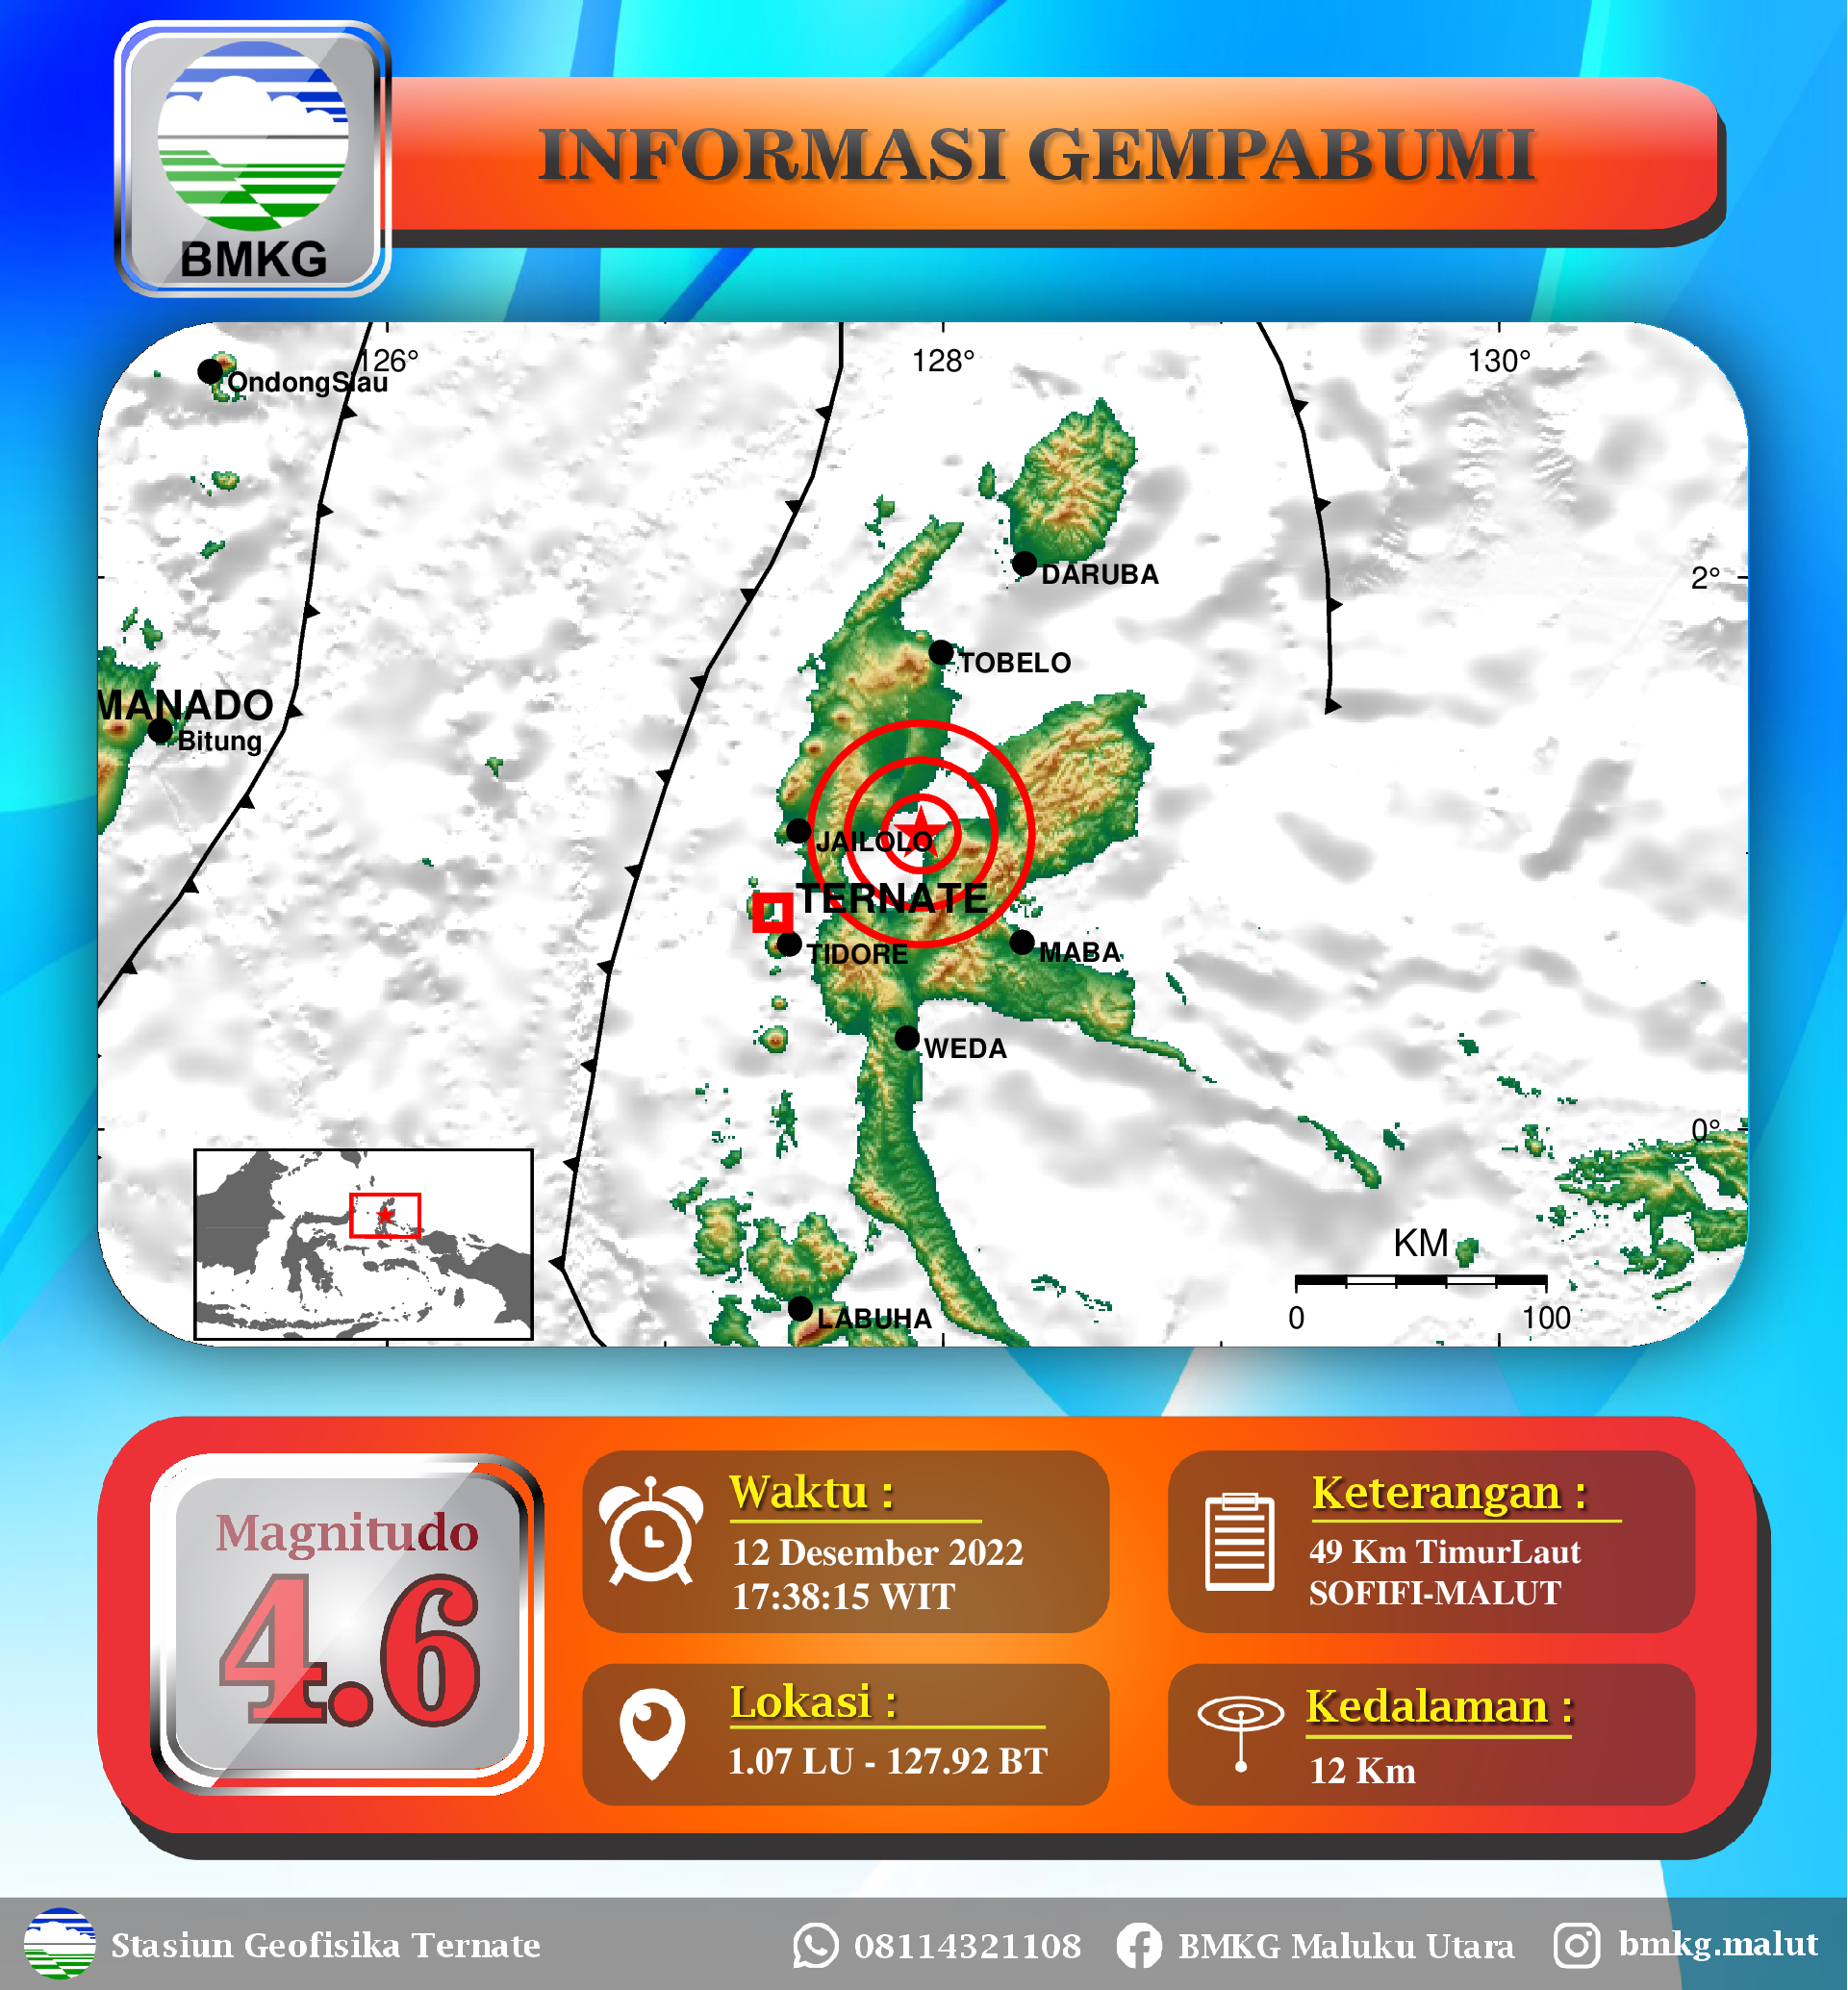 BMKG
INFORMASI GEMPABUMI
126°
128°
130°
OndongSiau
DARUBA
2°
TOBELO
MANADO
Bitung
JAILOLO
TERNATE
TIDORE
MABA
WEDA
0°
KM
0
100
LABUHA
Magnitudo
4.6
Waktu :
12 Desember 2022
17:38:15 WIT
Keterangan :
49 Km TimurLaut
SOFIFI-MALUT
Lokasi :
1.07 LU - 127.92 BT
Kedalaman :
12 Km
Stasiun Geofisika Ternate
08114321108
BMKG Maluku Utara
bmkg.malut